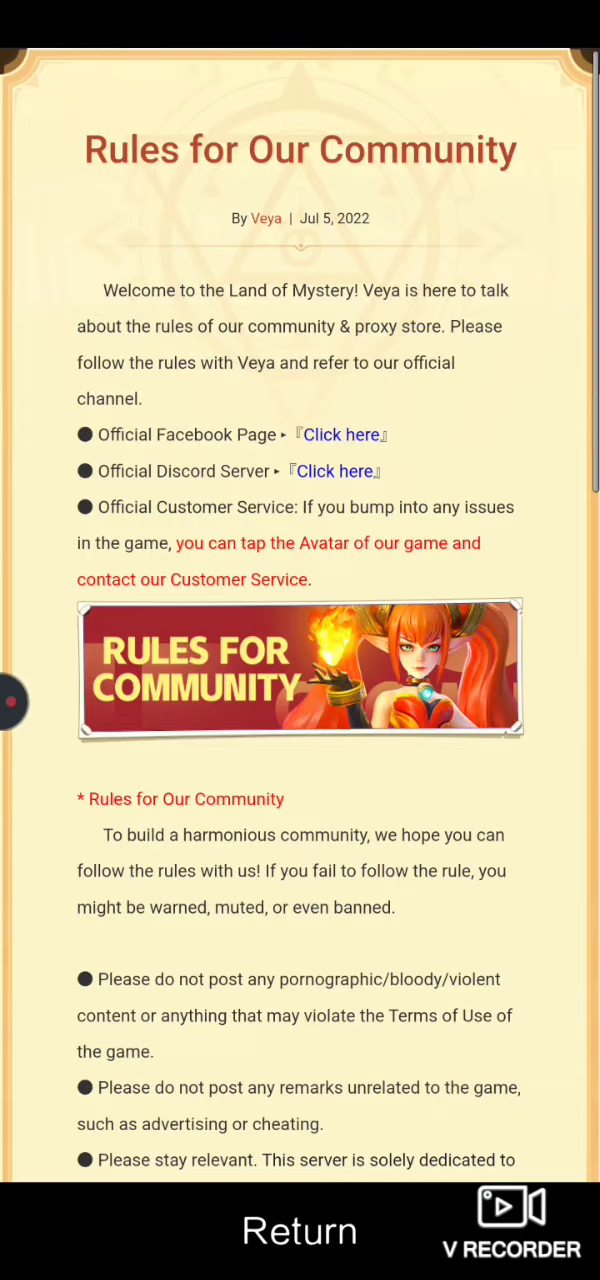 Rules for Our Community
By Veya | Jul 5, 2022
Welcome to the Land of Mystery! Veya is here to talk
about the rules of our community & proxy store. Please
follow the rules with Veya and refer to our official
channel.
● Official Facebook Page ‣『Click here』
● Official Discord Server ‣『Click here』
● Official Customer Service: If you bump into any issues
in the game, you can tap the Avatar of our game and
contact our Customer Service.
RULES FOR
COMMUNITY
* Rules for Our Community
To build a harmonious community, we hope you can
follow the rules with us! If you fail to follow the rule, you
might be warned, muted, or even banned.
● Please do not post any pornographic/bloody/violent
content or anything that may violate the Terms of Use of
the game.
● Please do not post any remarks unrelated to the game,
such as advertising or cheating.
● Please stay relevant. This server is solely dedicated to
Return
V RECORDER